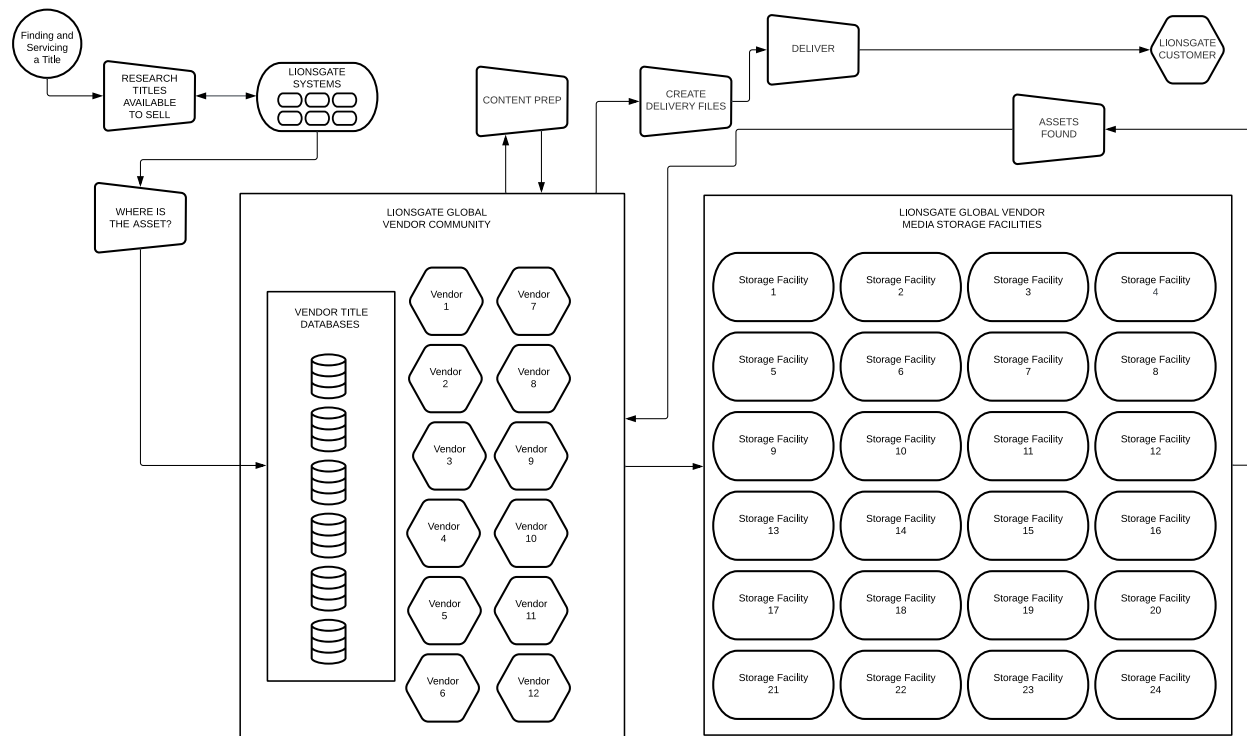 Finding and
Servicing
a Title
RESEARCH
TITLES
AVAILABLE
TO SELL
LIONSGATE
SYSTEMS
CONTENT PREP
CREATE
DELIVERY FILES
DELIVER
LIONSGATE
CUSTOMER
ASSETS
FOUND
WHERE IS
THE ASSET?
LIONSGATE GLOBAL
VENDOR COMMUNITY
VENDOR TITLE
DATABASES
Vendor
1
Vendor
7
Vendor
2
Vendor
8
Vendor
3
Vendor
9
Vendor
4
Vendor
10
Vendor
5
Vendor
11
Vendor
6
Vendor
12
LIONSGATE GLOBAL VENDOR
MEDIA STORAGE FACILITIES
Storage Facility
1
Storage Facility
2
Storage Facility
3
Storage Facility
4
Storage Facility
5
Storage Facility
6
Storage Facility
7
Storage Facility
8
Storage Facility
9
Storage Facility
10
Storage Facility
11
Storage Facility
12
Storage Facility
13
Storage Facility
14
Storage Facility
15
Storage Facility
16
Storage Facility
17
Storage Facility
18
Storage Facility
19
Storage Facility
20
Storage Facility
21
Storage Facility
22
Storage Facility
23
Storage Facility
24